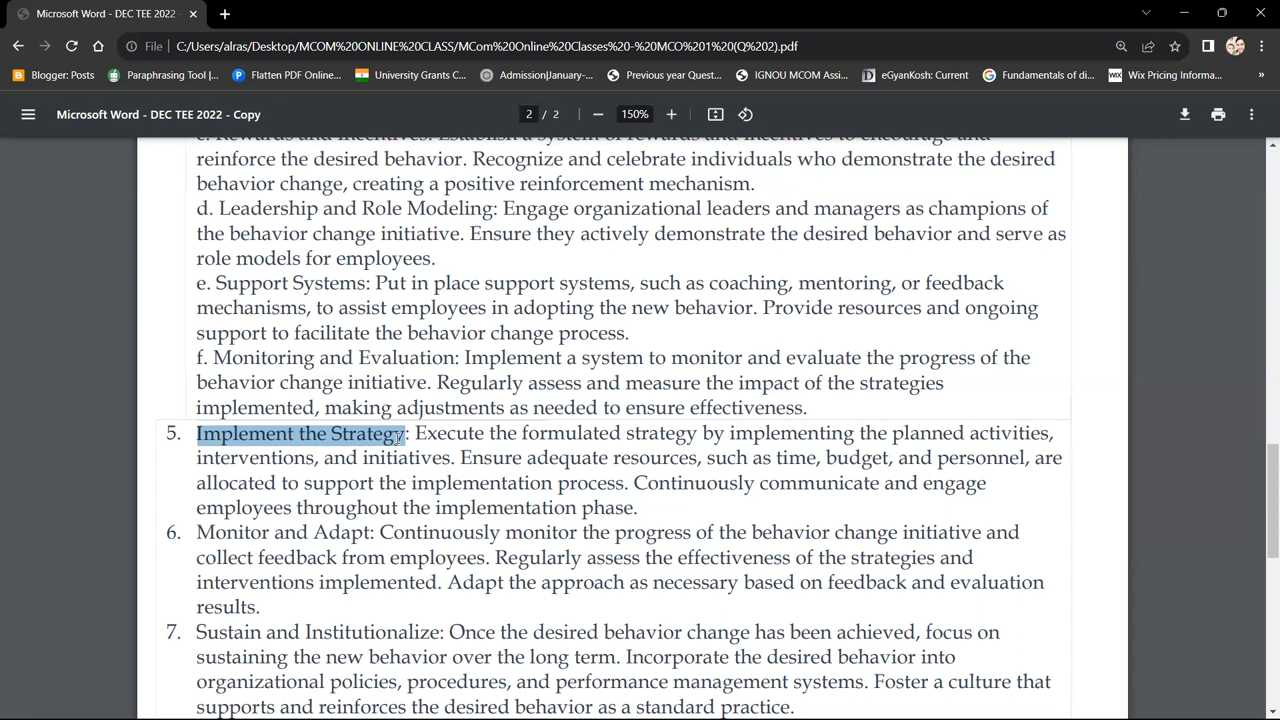 Microsoft Word - DEC TEE 2022 -
File
C:/Users/alras/Desktop/MCOM%20ONLINE%20CLASS/MCom%20Online%20Classes%20-%20MCO%201%20(Q%202).pdf
Blogger: Posts
Paraphrasing Tool |...
Flatten PDF Online...
University Grants C...
Admission|January-...
Previous year Quest...
IGNOU MCOM Assi...
eGyanKosh: Current
Fundamentals of di...
Wix Pricing Informa...
»
Microsoft Word - DEC TEE 2022 - Copy
2 / 2
150%
c. Rewards and Incentives: Establish a system of rewards and incentives to encourage and
reinforce the desired behavior. Recognize and celebrate individuals who demonstrate the desired
behavior change, creating a positive reinforcement mechanism.
d. Leadership and Role Modeling: Engage organizational leaders and managers as champions of
the behavior change initiative. Ensure they actively demonstrate the desired behavior and serve as
role models for employees.
e. Support Systems: Put in place support systems, such as coaching, mentoring, or feedback
mechanisms, to assist employees in adopting the new behavior. Provide resources and ongoing
support to facilitate the behavior change process.
f. Monitoring and Evaluation: Implement a system to monitor and evaluate the progress of the
behavior change initiative. Regularly assess and measure the impact of the strategies
implemented, making adjustments as needed to ensure effectiveness.
5. Implement the Strategy: Execute the formulated strategy by implementing the planned activities,
interventions, and initiatives. Ensure adequate resources, such as time, budget, and personnel, are
allocated to support the implementation process. Continuously communicate and engage
employees throughout the implementation phase.
6. Monitor and Adapt: Continuously monitor the progress of the behavior change initiative and
collect feedback from employees. Regularly assess the effectiveness of the strategies and
interventions implemented. Adapt the approach as necessary based on feedback and evaluation
results.
7. Sustain and Institutionalize: Once the desired behavior change has been achieved, focus on
sustaining the new behavior over the long term. Incorporate the desired behavior into
organizational policies, procedures, and performance management systems. Foster a culture that
supports and reinforces the desired behavior as a standard practice.